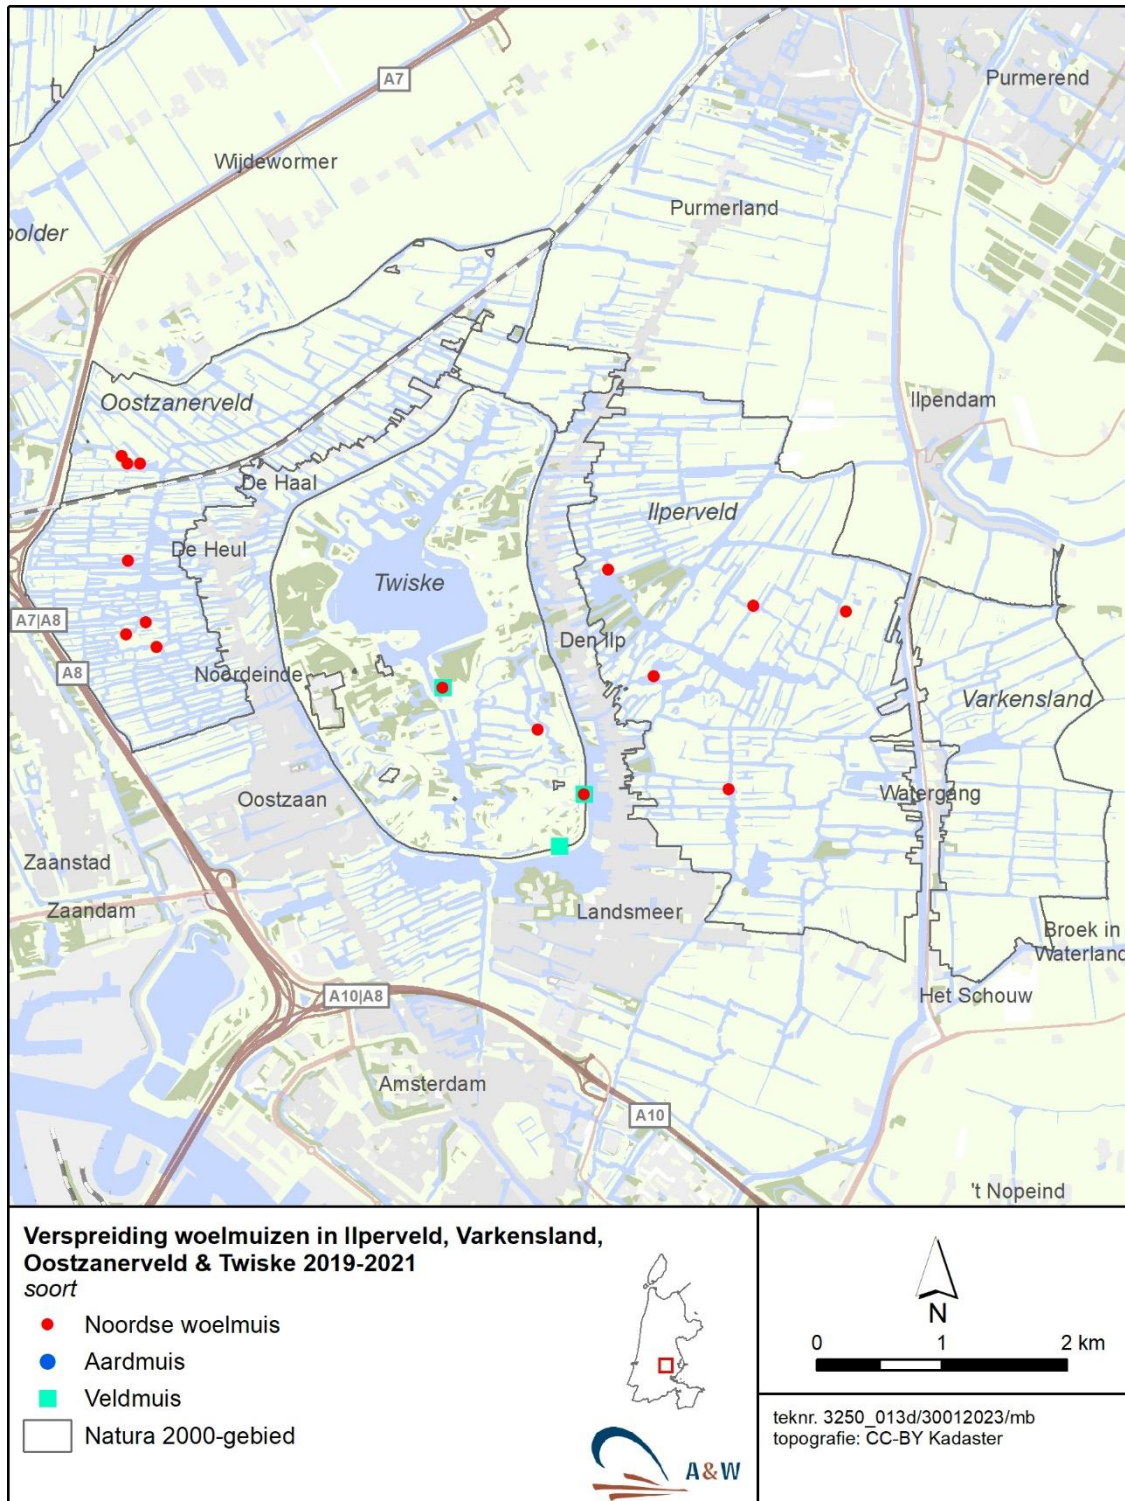 A7
Purmerend
Wijdewormer
Purmerland
polder
Oostzanerveld
Ilpendam
De Haal
Ilperveld
De Heul
Twiske
A7|A8
Den Ilp
A8
Noordeinde
Varkensland
Oostzaan
Watergang
Zaanstad
Zaandam
Landsmeer
Broek in
Waterland
Het Schouw
A10|A8
Amsterdam
A10
't Nopeind
Verspreiding woelmuizen in Ilperveld, Varkensland,
Oostzanerveld & Twiske 2019-2021
soort
Noordse woelmuis
Aardmuis
Veldmuis
Natura 2000-gebied
A&W
N
0 1 2 km
teknr. 3250_013d/30012023/mb
topografie: CC-BY Kadaster